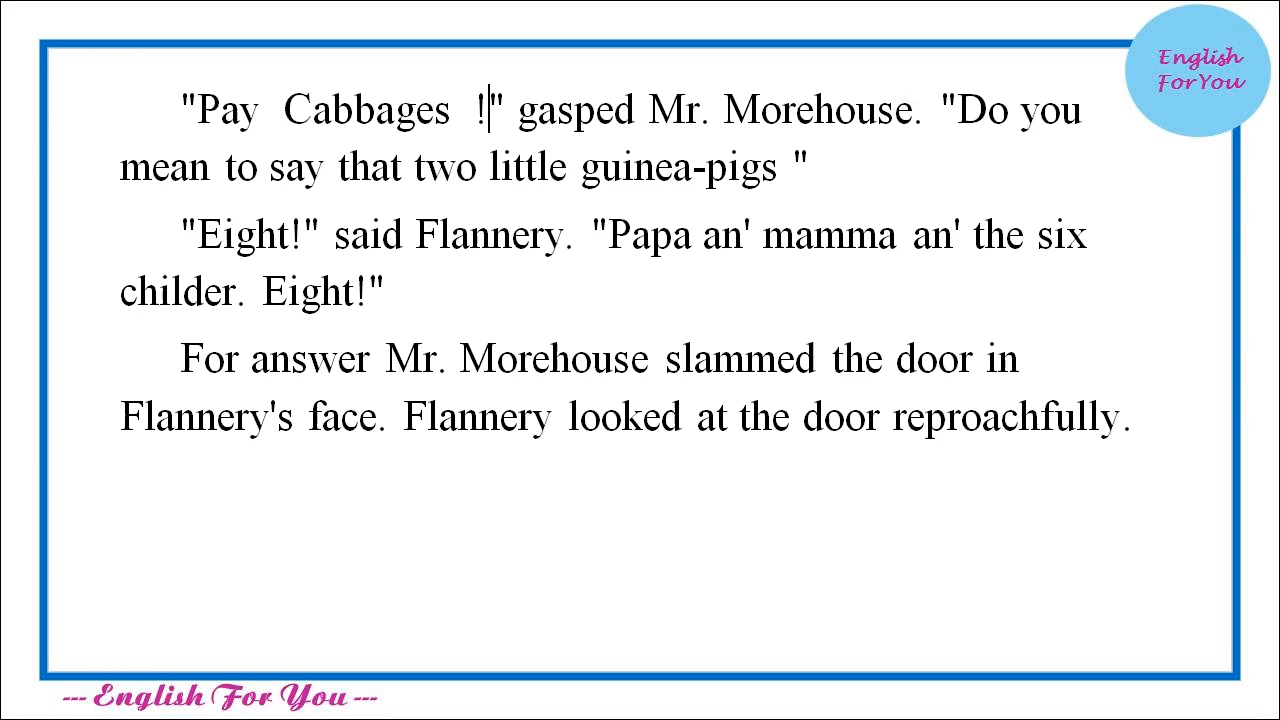 English
ForYou
"Pay Cabbages !" gasped Mr. Morehouse. "Do you
mean to say that two little guinea-pigs "
"Eight!" said Flannery. "Papa an' mamma an' the six
childer. Eight!"
For answer Mr. Morehouse slammed the door in
Flannery's face. Flannery looked at the door reproachfully.
--- English For You ---